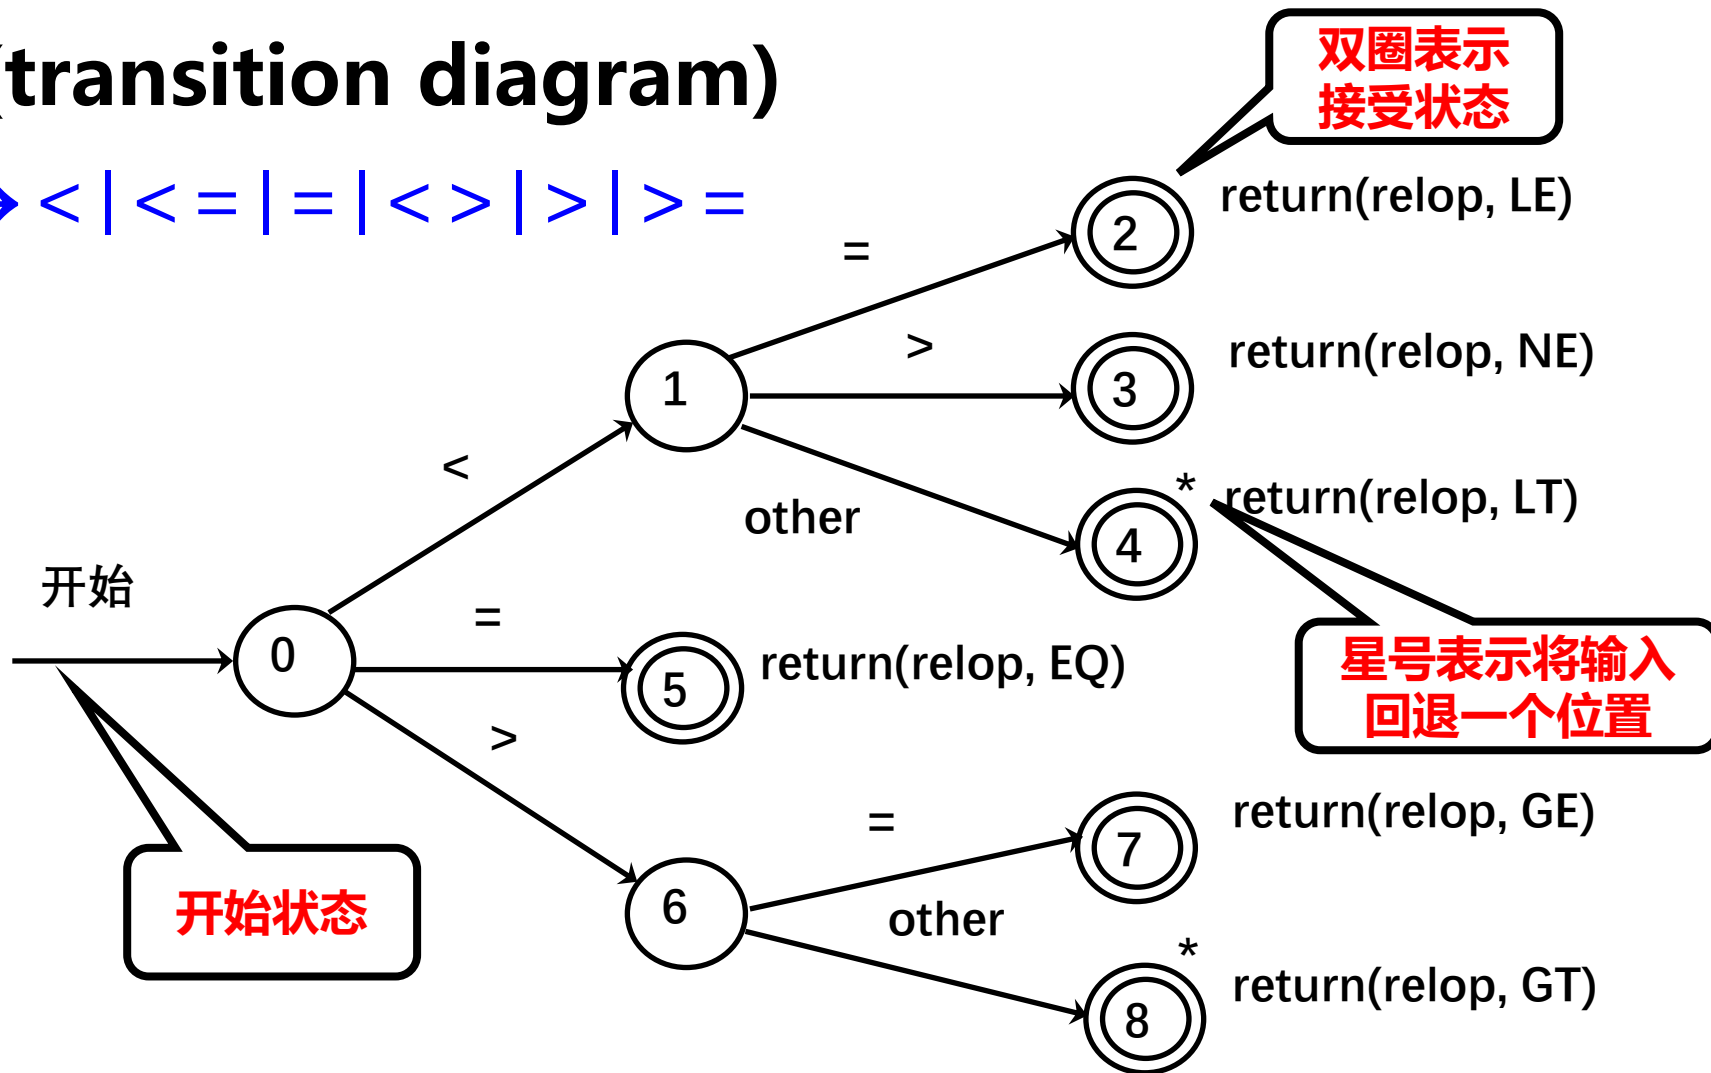 (transition diagram)
→ < | < = | = | < > | > | > =
双圈表示
接受状态
=
2
return(relop, LE)
>
1
3
return(relop, NE)
<
other
4
*
return(relop, LT)
开始
0
=
5
return(relop, EQ)
星号表示将输入
回退一个位置
>
=
7
return(relop, GE)
开始状态
6
other
*
8
return(relop, GT)